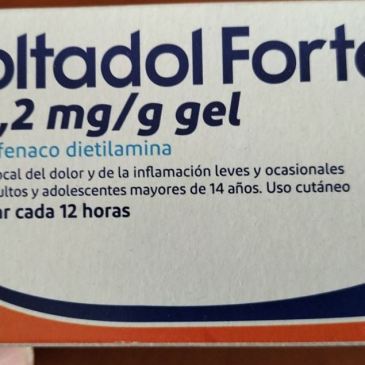 oltadol Forte
,2 mg/g gel
fenaco dietilamina
ocal del dolor y de la inflamación leves y ocasionales
ultos y adolescentes mayores de 14 años. Uso cutáneo
ar cada 12 horas